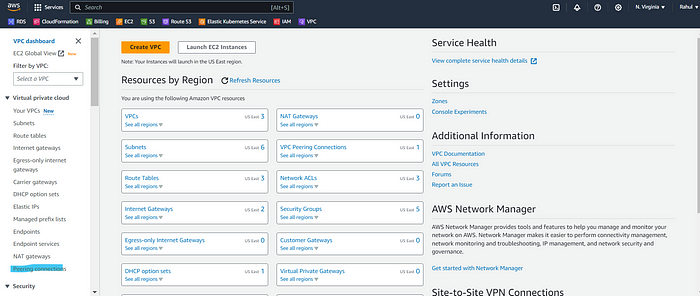 aws
Services
Search
[Alt+S]
N. Virginia
Rahul
RDS
CloudFormation
Billing
EC2
S3
Route 53
Elastic Kubernetes Service
IAM
VPC
VPC dashboard
EC2 Global View
New
Filter by VPC:
Select a VPC
Virtual private cloud
Your VPCs New
Subnets
Route tables
Internet gateways
Egress-only internet
gateways
Carrier gateways
DHCP option sets
Elastic IPs
Managed prefix lists
Endpoints
Endpoint services
NAT gateways
Peering connections
Security
Create VPC
Launch EC2 Instances
Note: Your Instances will launch in the US East region.
Resources by Region
Refresh Resources
You are using the following Amazon VPC resources
VPCs US East 3
See all regions
NAT Gateways US East 0
See all regions
Subnets US East 6
See all regions
VPC Peering Connections US East 1
See all regions
Route Tables US East 3
See all regions
Network ACLs US East 3
See all regions
Internet Gateways US East 2
See all regions
Security Groups US East 5
See all regions
Egress-only Internet Gateways US East 0
See all regions
Customer Gateways US East 0
See all regions
DHCP option sets US East 1
See all regions
Virtual Private Gateways US East 0
See all regions
Service Health
View complete service health details
Settings
Zones
Console Experiments
Additional Information
VPC Documentation
All VPC Resources
Forums
Report an Issue
AWS Network Manager
AWS Network Manager provides tools and features to help you manage and monitor your
network on AWS. Network Manager makes it easier to perform connectivity management,
network monitoring and troubleshooting, IP management, and network security and
governance.
Get started with Network Manager
Site-to-Site VPN Connections